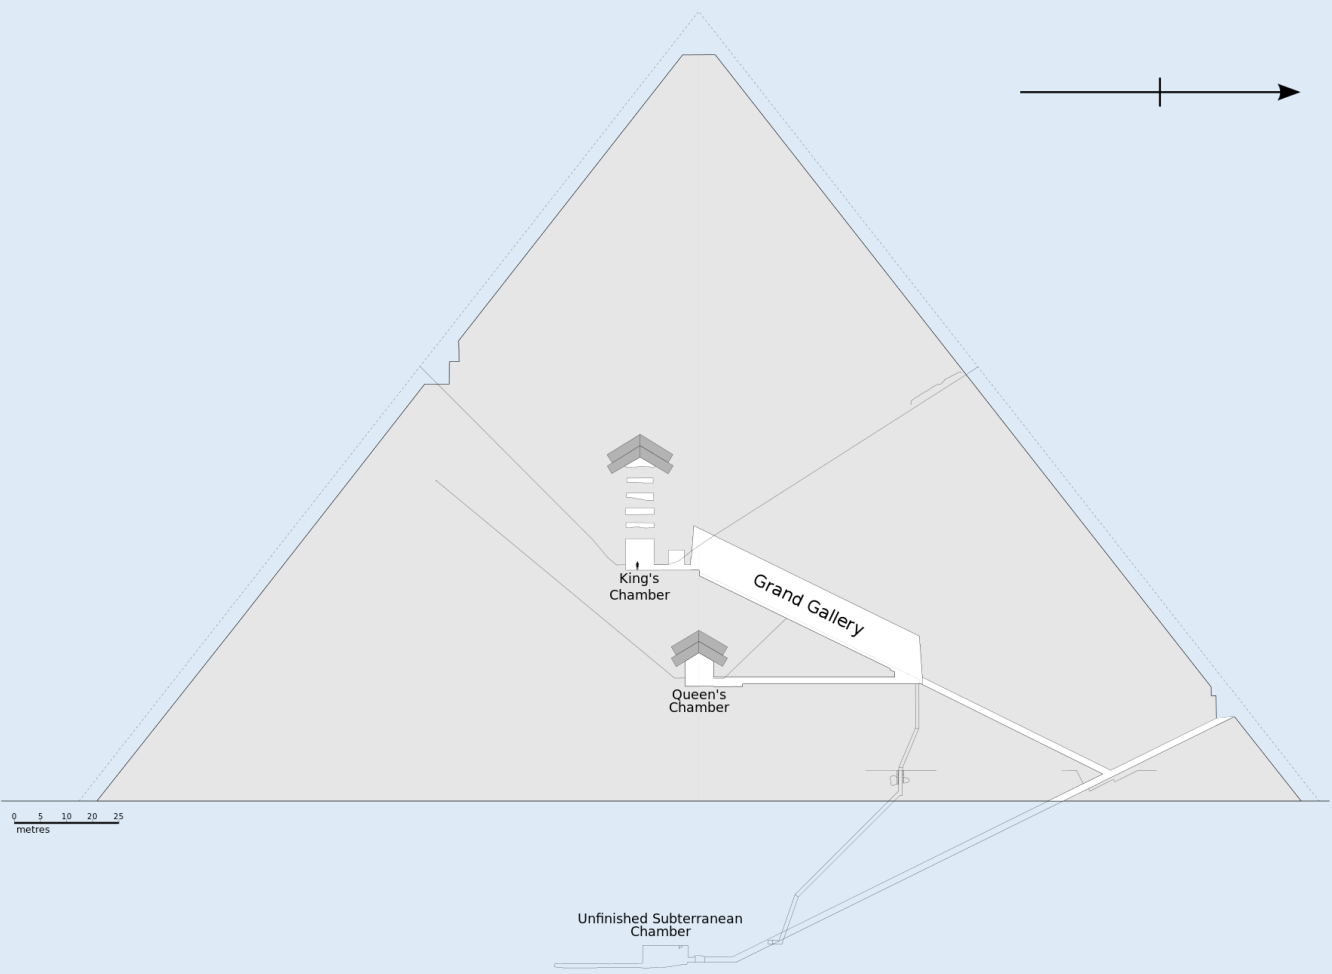 King's
Chamber
Grand Gallery
Queen's
Chamber
0 5 10 20 25
metres
Unfinished Subterranean
Chamber